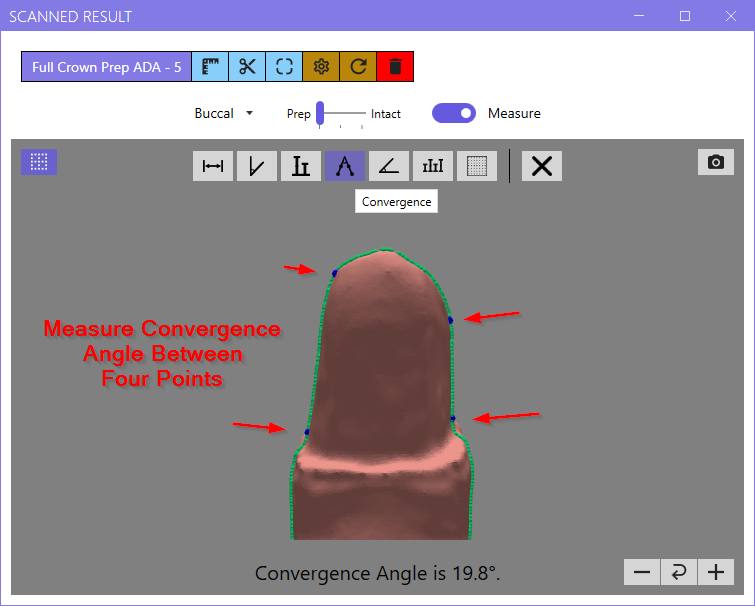 SCANNED RESULT
Full Crown Prep ADA - 5
Buccal Prep Intact Measure
Convergence
Measure Convergence
Angle Between
Four Points
Convergence Angle is 19.8°.